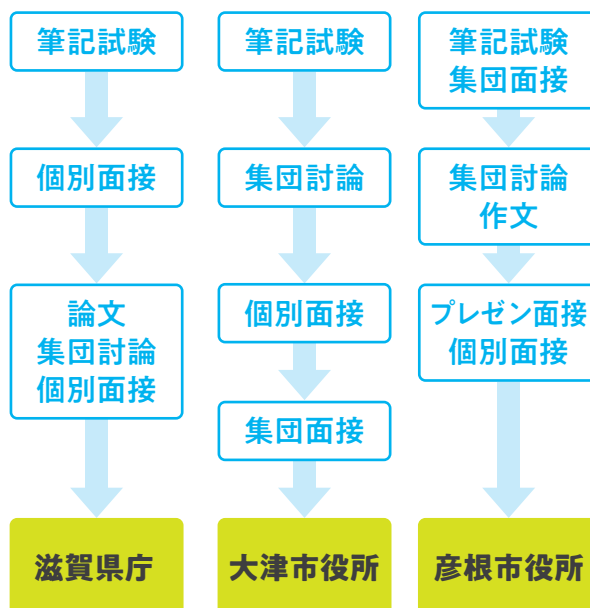 筆記試験
個別面接
論文
集団討論
個別面接
滋賀県庁
筆記試験
集団討論
個別面接
集団面接
大津市役所
筆記試験
集団面接
集団討論
作文
プレゼン面接
個別面接
彦根市役所